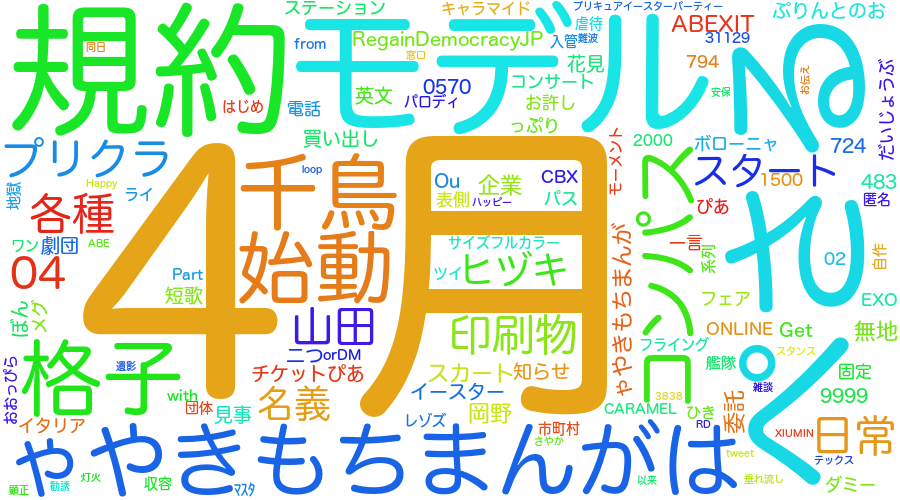 ステーション
キャラマイド
プリキュアイースターパーティー
ぷりんとのお
規約
モデル
同日
from
RegainDemocracyJP
窓口
虐待
入管
難波
ABEXIT
31129
0570
794
花見
英文
パロディ
コンサート
お許し
っぷり
はじめ
電話
買い出し
安保
お伝え
だいじょうぶ
ぱるさ
プリクラ
4月
千鳥
始動
loop
モーメント
2000
ボローニャ
724
スタート
1500
483
匿名
地獄
Happy
ライ
各種
Ou
企業
CBX
表側
ハッピー
パス
コンパス
ぴあ
ワン
劇団
ABE
04
Part
短歌
サイズフルカラー
ツイ
ヒヅキ
ゃやきもちまんが
一言
系列
02
自作
EXO
フェア
ぼん
メグ
山田
印刷物
ONLINE
Get
無地
格子
二つ
orDM
遺影
チケットぴあ
スカート
知らせ
フライング
艦隊
スタンス
固定
雑談
おおっぴら
with
団体
見事
名義
イースター
レゾズ
岡野
3838
CARAMEL
ひき
RD
委託
9999
イタリア
市町村
さやか
XIUMIN
日常
ゃやきもちまんがは
テックス
tweet
顕正
勧誘
灯火
収容
マスタ
以来
垂れ流し
ダミー